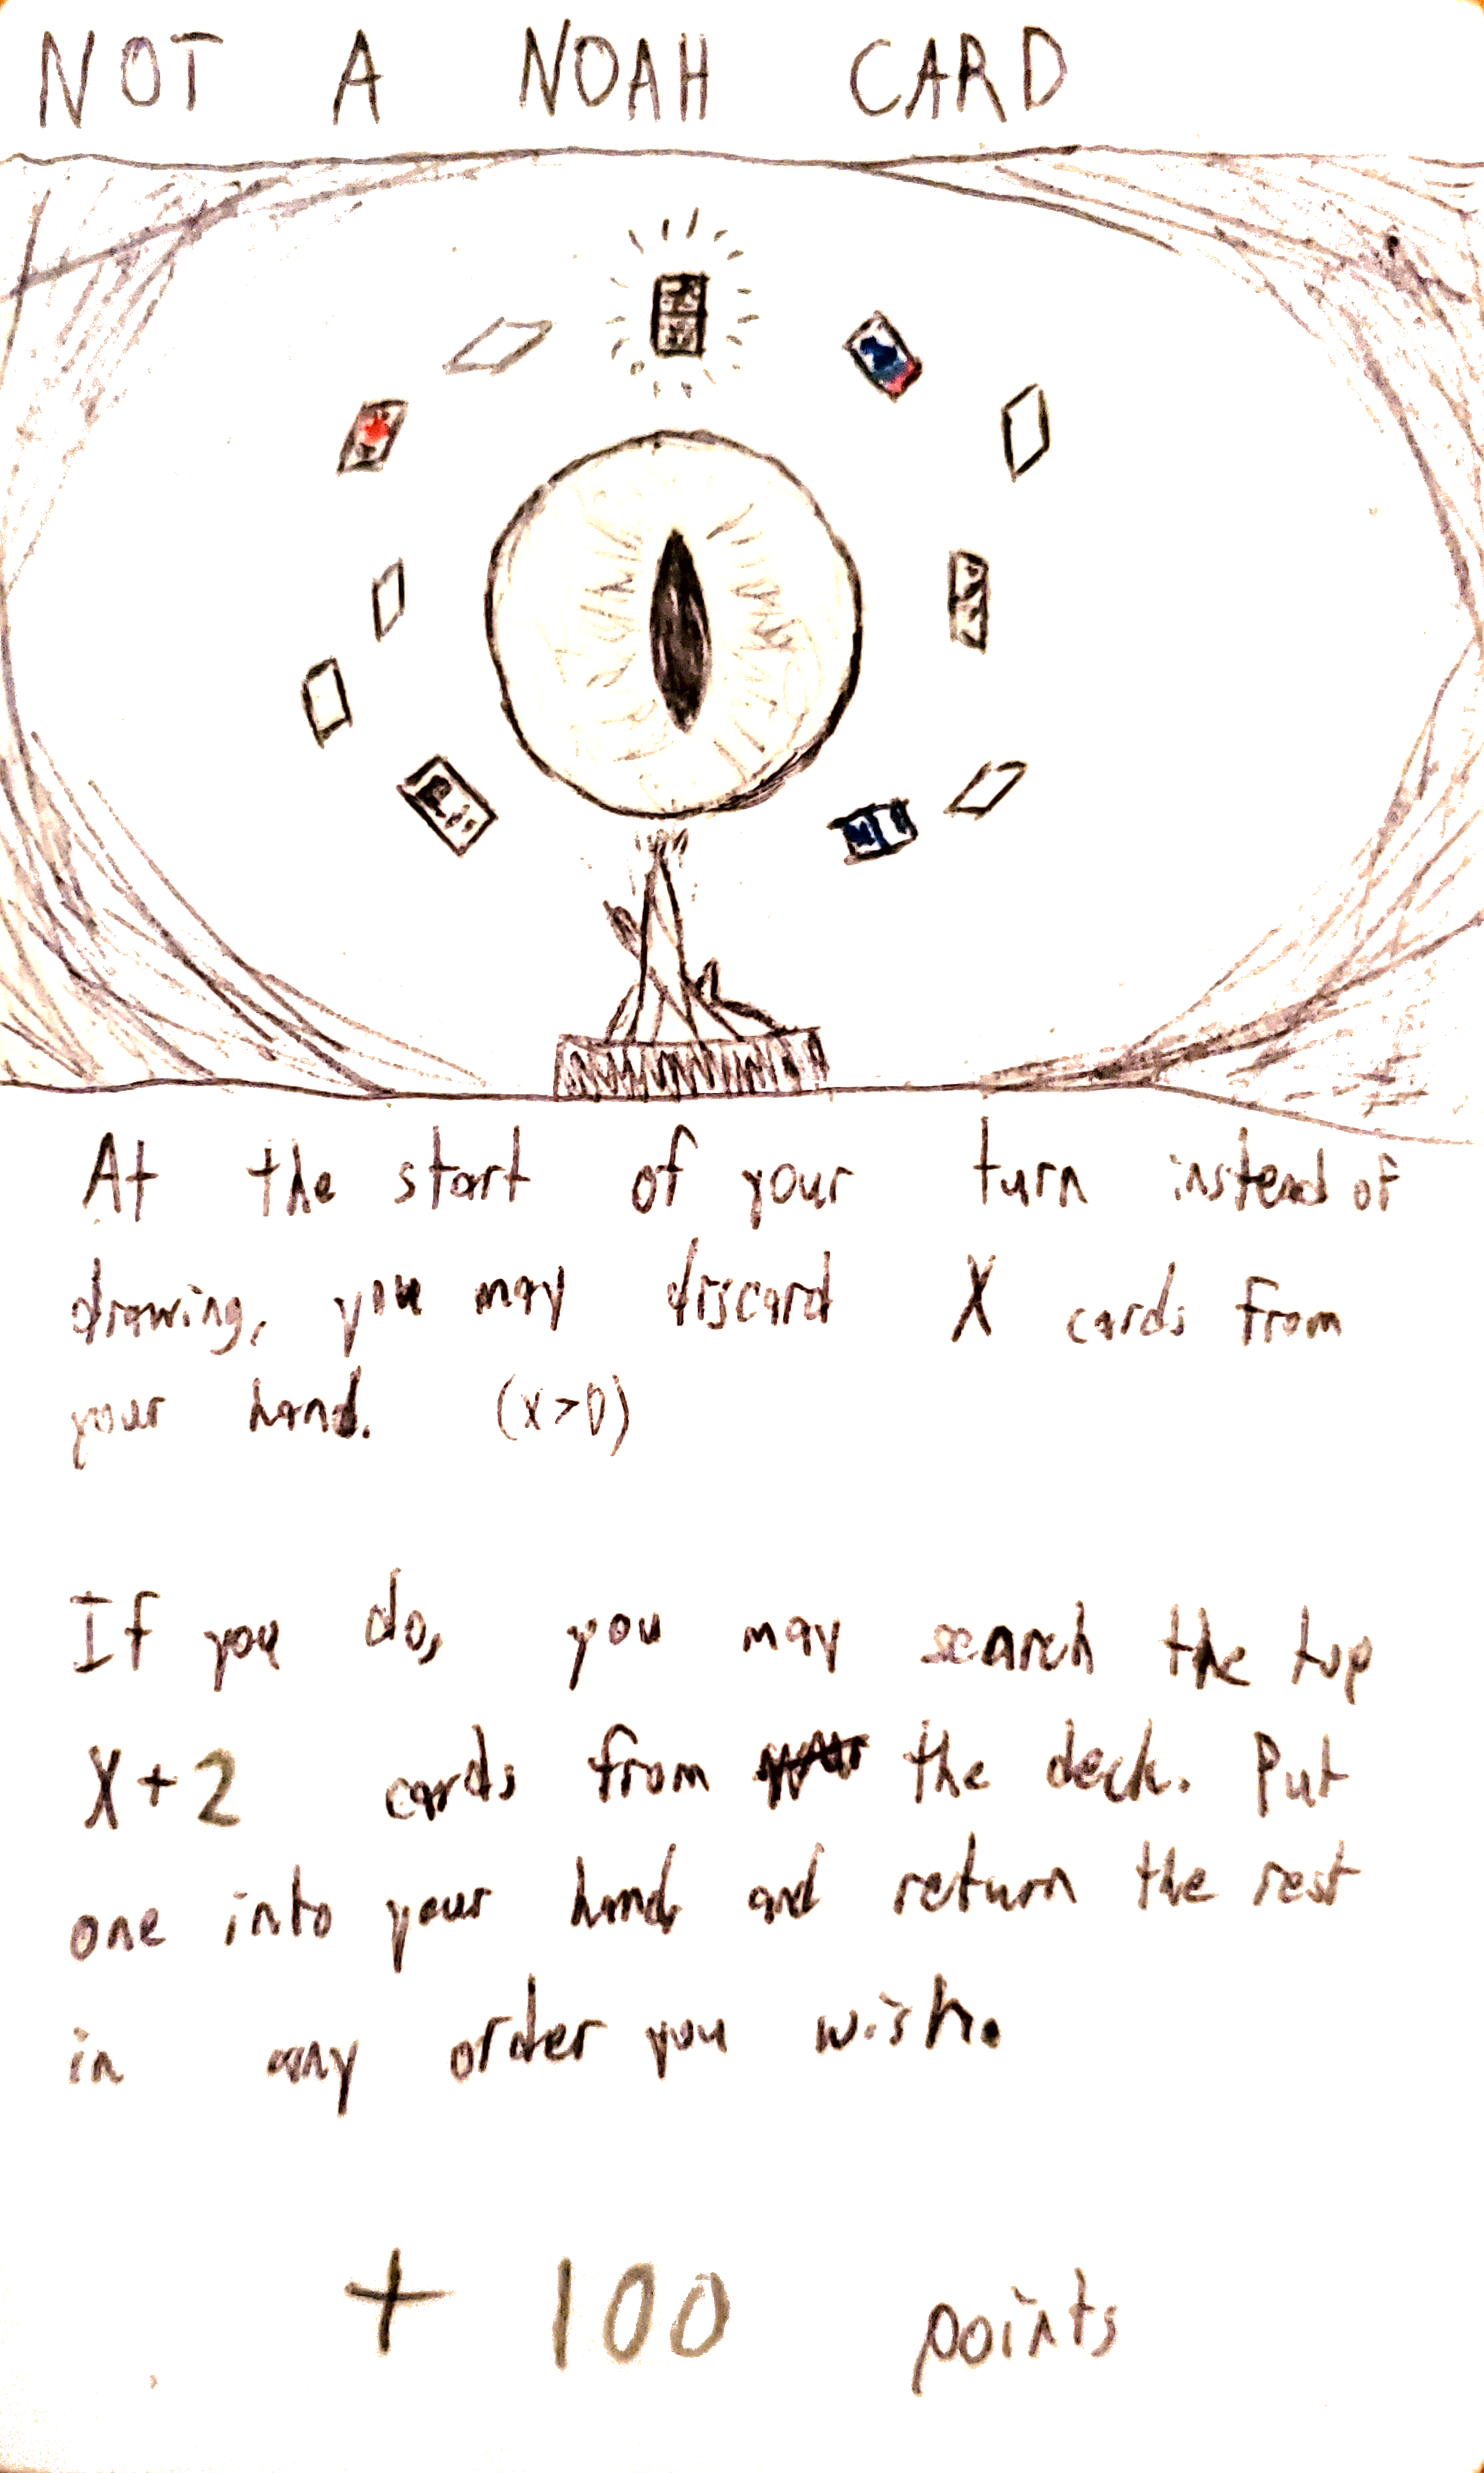 NOT A NOAH CARD
At the start of your turn instead of
drawing, you may discard X cards from
your hand. (x>0)
If you do, you may search the top
X+2 cards from the deck. Put
one into your hand and return the rest
in any order you wish.
+ 100 points